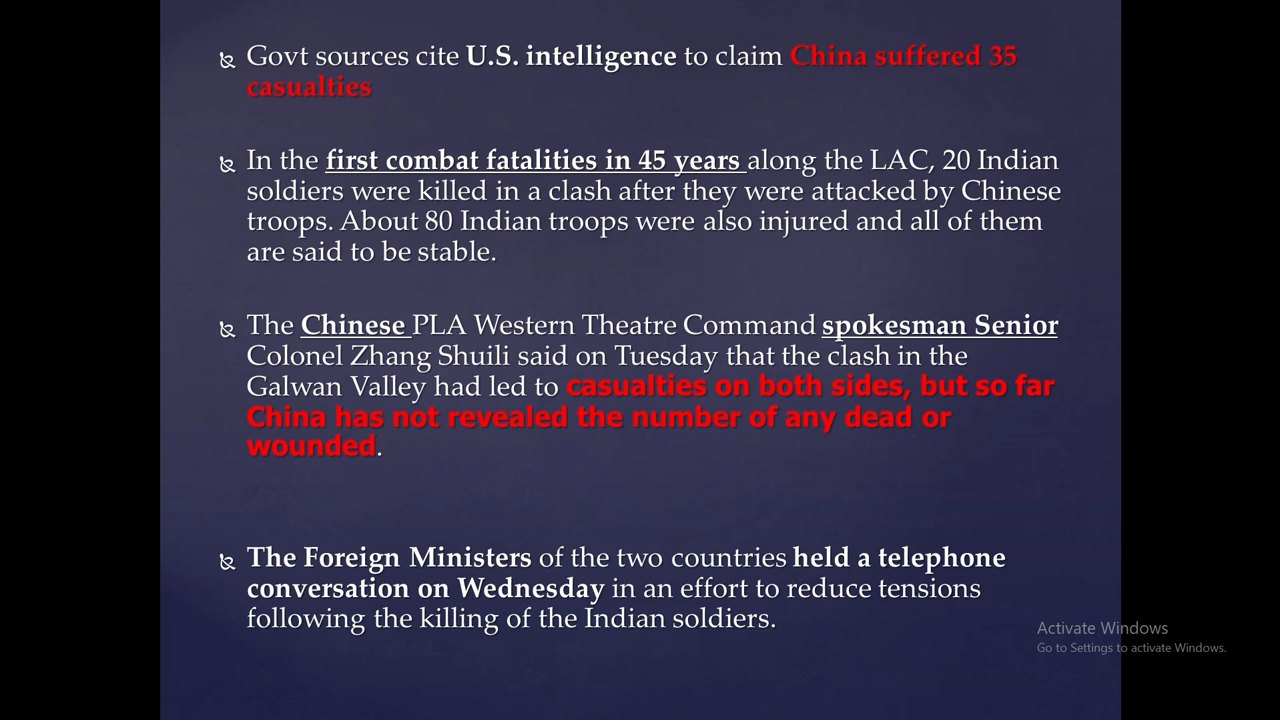 Govt sources cite U.S. intelligence to claim China suffered 35
casualties
In the first combat fatalities in 45 years along the LAC, 20 Indian
soldiers were killed in a clash after they were attacked by Chinese
troops. About 80 Indian troops were also injured and all of them
are said to be stable.
The Chinese PLA Western Theatre Command spokesman Senior
Colonel Zhang Shuili said on Tuesday that the clash in the
Galwan Valley had led to casualties on both sides, but so far
China has not revealed the number of any dead or
wounded.
The Foreign Ministers of the two countries held a telephone
conversation on Wednesday in an effort to reduce tensions
following the killing of the Indian soldiers.
Activate Windows
Go to Settings to activate Windows.